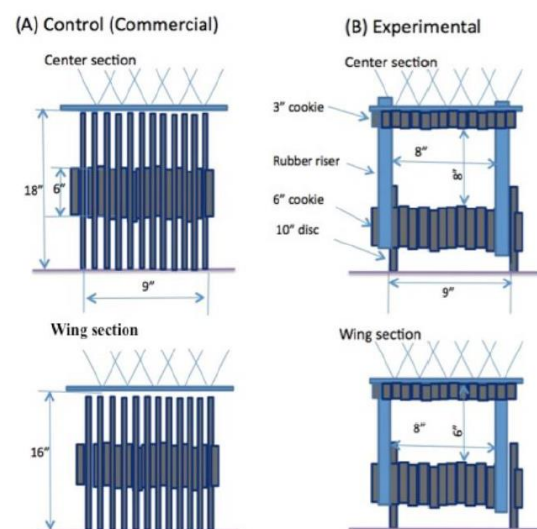 (A) Control (Commercial)
(B) Experimental
Center section
18”
6”
9”
Center section
3” cookie
Rubber riser
6” cookie
10” disc
8”
8”
9”
Wing section
16”
Wing section
8”
6”